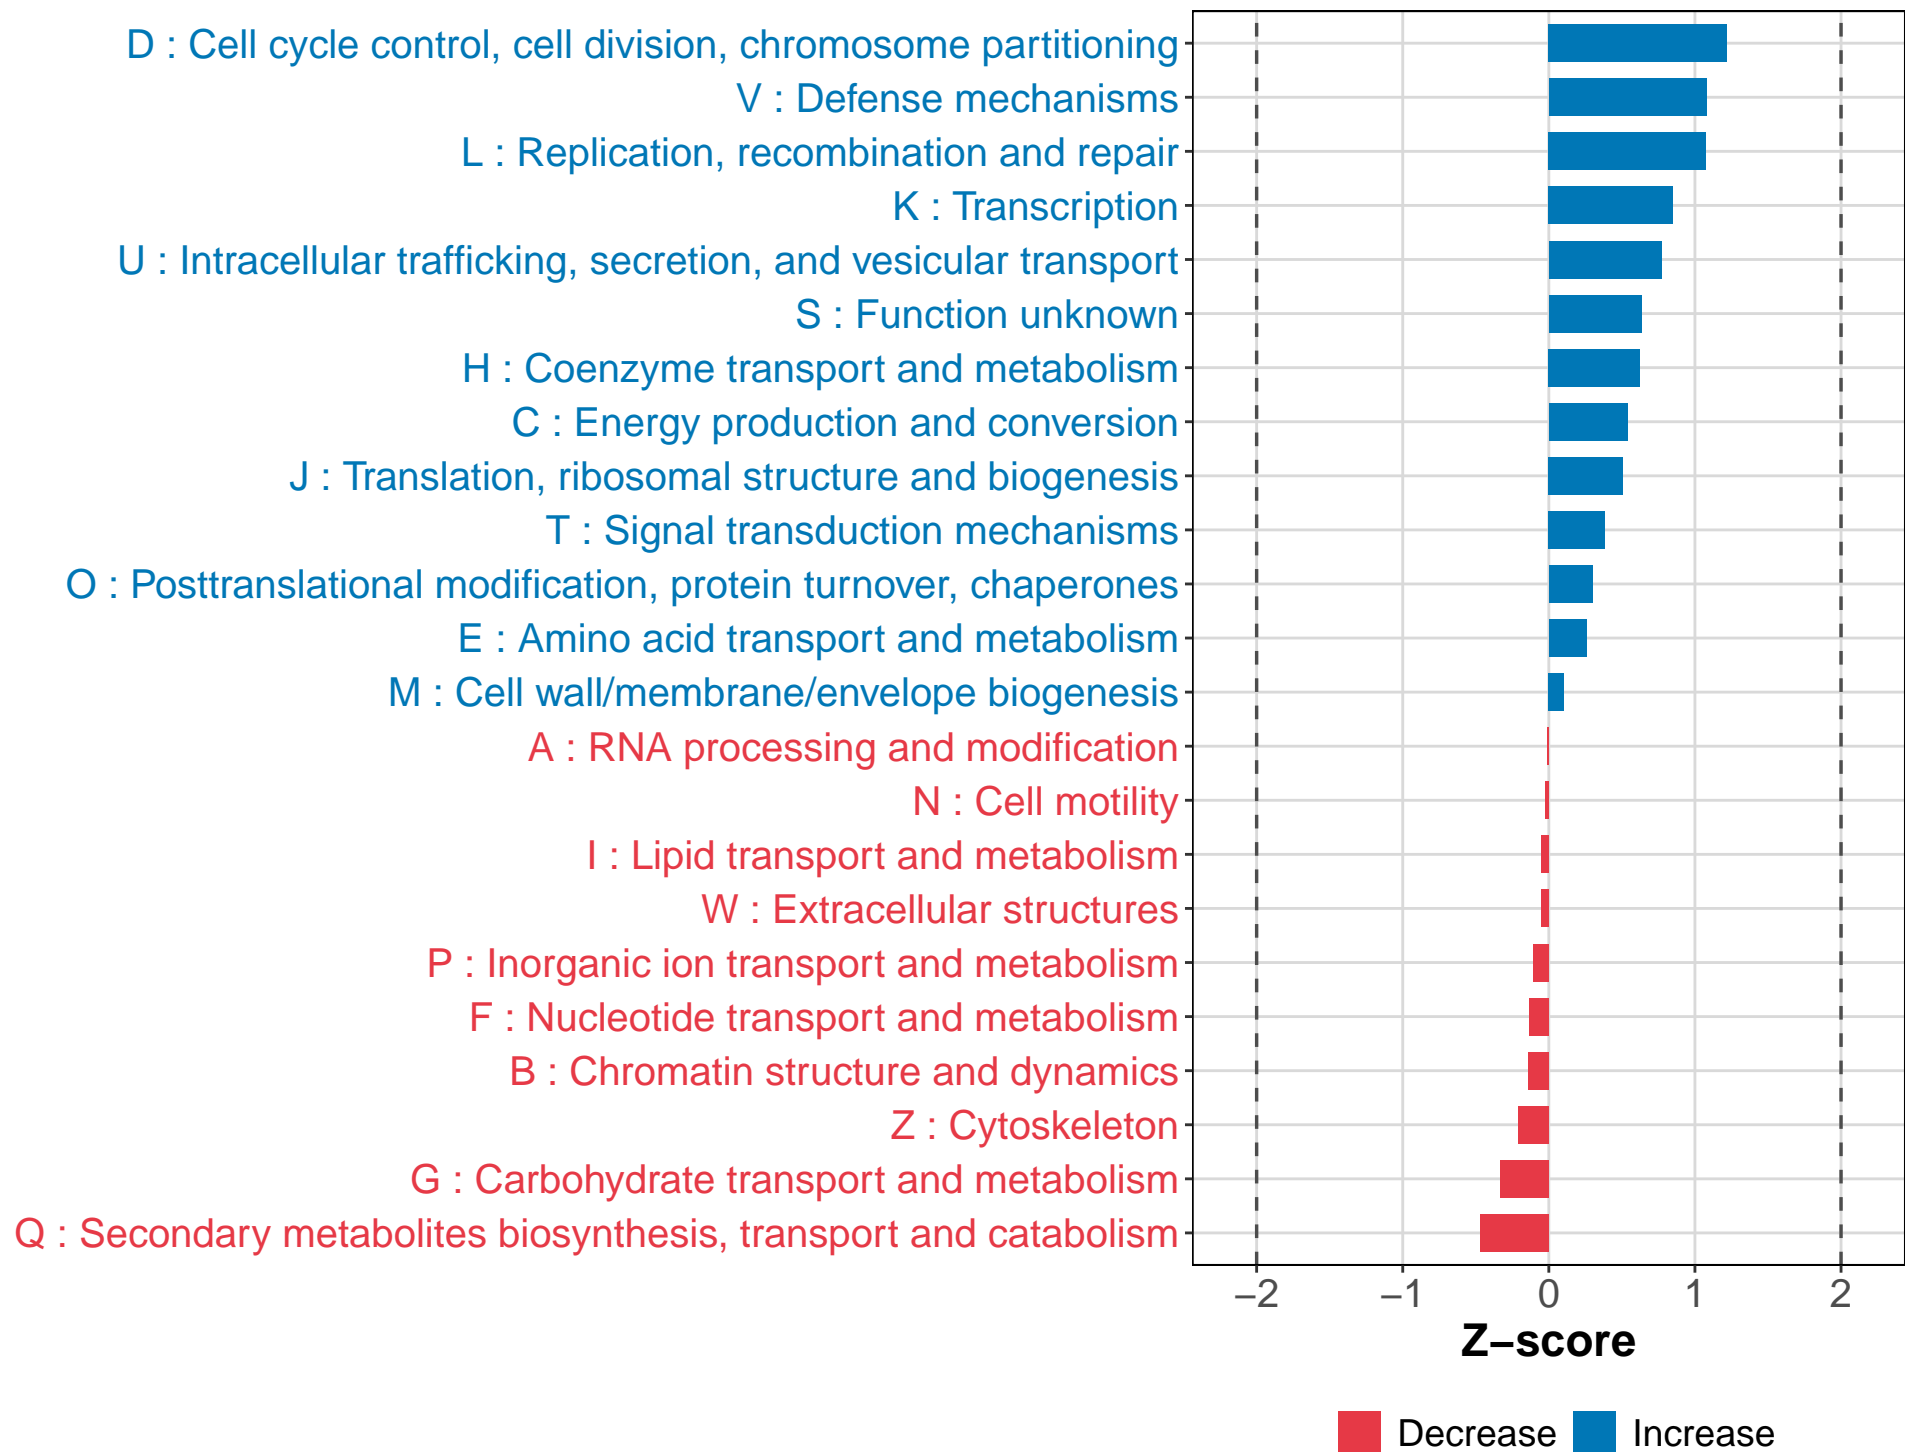 D : Cell cycle control, cell division, chromosome partitioning
V : Defense mechanisms
L : Replication, recombination and repair
K : Transcription
U : Intracellular trafficking, secretion, and vesicular transport
S : Function unknown
H : Coenzyme transport and metabolism
C : Energy production and conversion
J : Translation, ribosomal structure and biogenesis
T : Signal transduction mechanisms
O : Posttranslational modification, protein turnover, chaperones
E : Amino acid transport and metabolism
M : Cell wall/membrane/envelope biogenesis
A : RNA processing and modification
N : Cell motility
I : Lipid transport and metabolism
W : Extracellular structures
P : Inorganic ion transport and metabolism
F : Nucleotide transport and metabolism
B : Chromatin structure and dynamics
Z : Cytoskeleton
G : Carbohydrate transport and metabolism
Q : Secondary metabolites biosynthesis, transport and catabolism
−2 −1 0 1 2
Z−score
Decrease Increase